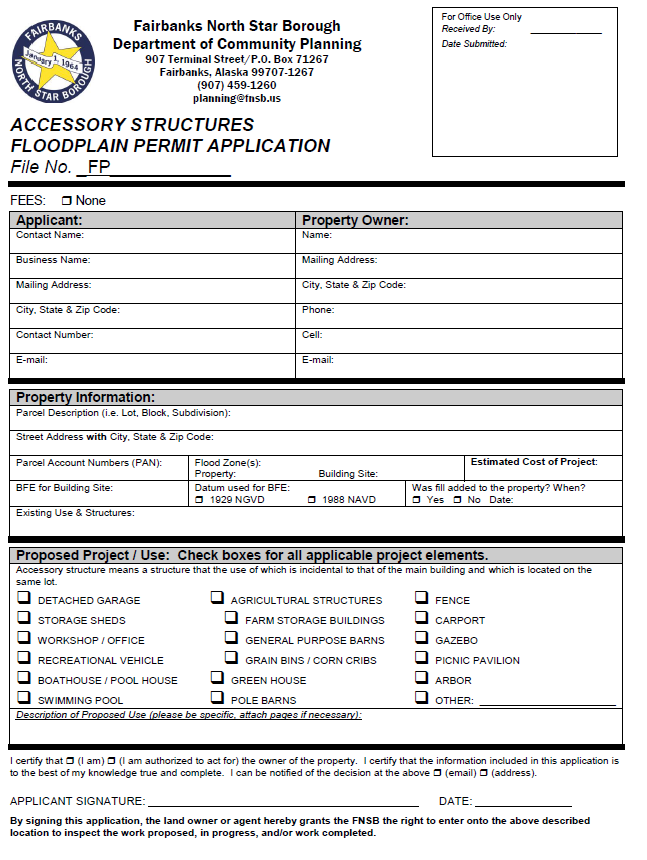 FAIRBANKS
January 1, 1964
NORTH STAR BOROUGH
Fairbanks North Star Borough
Department of Community Planning
907 Terminal Street/P.O. Box 71267
Fairbanks, Alaska 99707-1267
(907) 459-1260
planning@fnsb.us
For Office Use Only
Received By: _______________
Date Submitted:
ACCESSORY STRUCTURES
FLOODPLAIN PERMIT APPLICATION
File No. _FP____________
FEES: ❒ None
Applicant: Property Owner:
Contact Name: Name:
Business Name: Mailing Address:
Mailing Address: City, State & Zip Code:
City, State & Zip Code: Phone:
Contact Number: Cell:
E-mail: E-mail:
Property Information:
Parcel Description (i.e. Lot, Block, Subdivision):
Street Address with City, State & Zip Code:
Parcel Account Numbers (PAN): Flood Zone(s): Estimated Cost of Project:
Property: Building Site:
BFE for Building Site: Datum used for BFE: Was fill added to the property? When?
❒ 1929 NGVD ❒ 1988 NAVD ❒ Yes ❒ No Date:
Existing Use & Structures:
Proposed Project / Use: Check boxes for all applicable project elements.
Accessory structure means a structure that the use of which is incidental to that of the main building and which is located on the
same lot.
❑ DETACHED GARAGE ❑ AGRICULTURAL STRUCTURES ❑ FENCE
❑ STORAGE SHEDS ❑ FARM STORAGE BUILDINGS ❑ CARPORT
❑ WORKSHOP / OFFICE ❑ GENERAL PURPOSE BARNS ❑ GAZEBO
❑ RECREATIONAL VEHICLE ❑ GRAIN BINS / CORN CRIBS ❑ PICNIC PAVILION
❑ BOATHOUSE / POOL HOUSE ❑ GREEN HOUSE ❑ ARBOR
❑ SWIMMING POOL ❑ POLE BARNS ❑ OTHER: _______________________
Description of Proposed Use (please be specific, attach pages if necessary):
I certify that ❒ (I am) ❒ (I am authorized to act for) the owner of the property. I certify that the information included in this application is
to the best of my knowledge true and complete. I can be notified of the decision at the above ❒ (email) ❒ (address).
APPLICANT SIGNATURE: ____________________________________________ DATE: ________________
By signing this application, the land owner or agent hereby grants the FNSB the right to enter onto the above described
location to inspect the work proposed, in progress, and/or work completed.